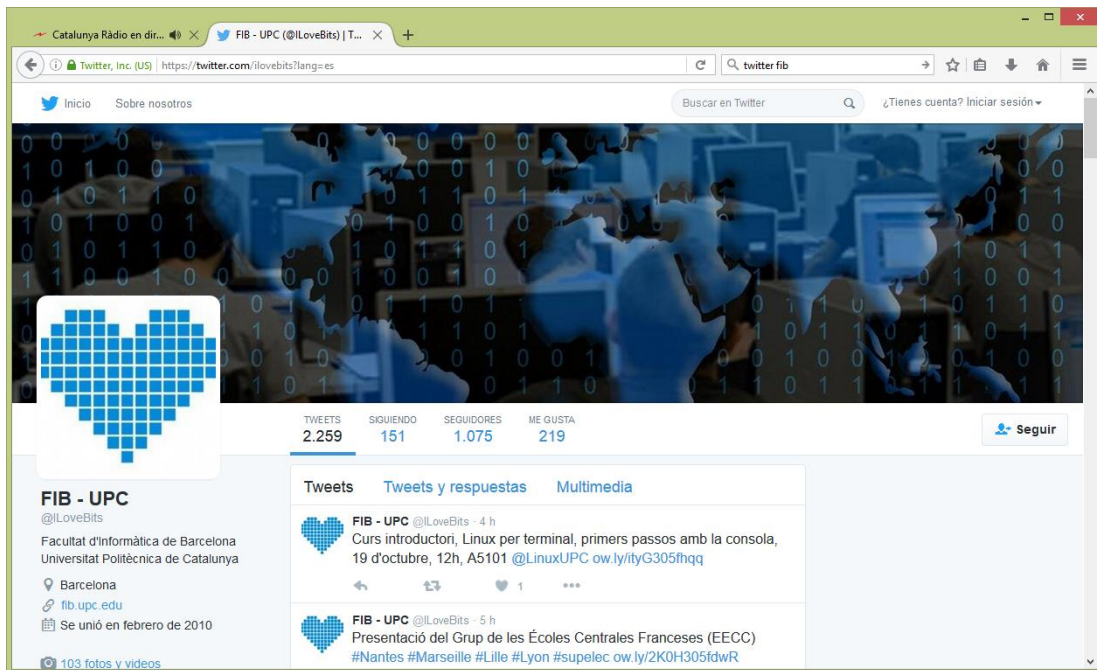 Catalunya Ràdio en dir...
FIB - UPC (@ILoveBits) | T...
Twitter, Inc. (US)
https://twitter.com/ilovebits?lang=es
twitter fib
Inicio
Sobre nosotros
Buscar en Twitter
¿Tienes cuenta? Iniciar sesión
TWEETS
2.259
SIGUIENDO
151
SEGUIDORES
1.075
ME GUSTA
219
Seguir
FIB - UPC
@ILoveBits
Facultat d'Informàtica de Barcelona
Universitat Politècnica de Catalunya
Barcelona
fib.upc.edu
Se unió en febrero de 2010
103 fotos y videos
Tweets
Tweets y respuestas
Multimedia
FIB - UPC @ILoveBits · 4 h
Curs introductori, Linux per terminal, primers passos amb la consola,
19 d'octubre, 12h, A5101 @LinuxUPC ow.ly/ityG305fhqq
1
FIB - UPC @ILoveBits · 5 h
Presentació del Grup de les Écoles Centrales Franceses (EECC)
#Nantes #Marseille #Lille #Lyon #supelec ow.ly/2K0H305fdwR